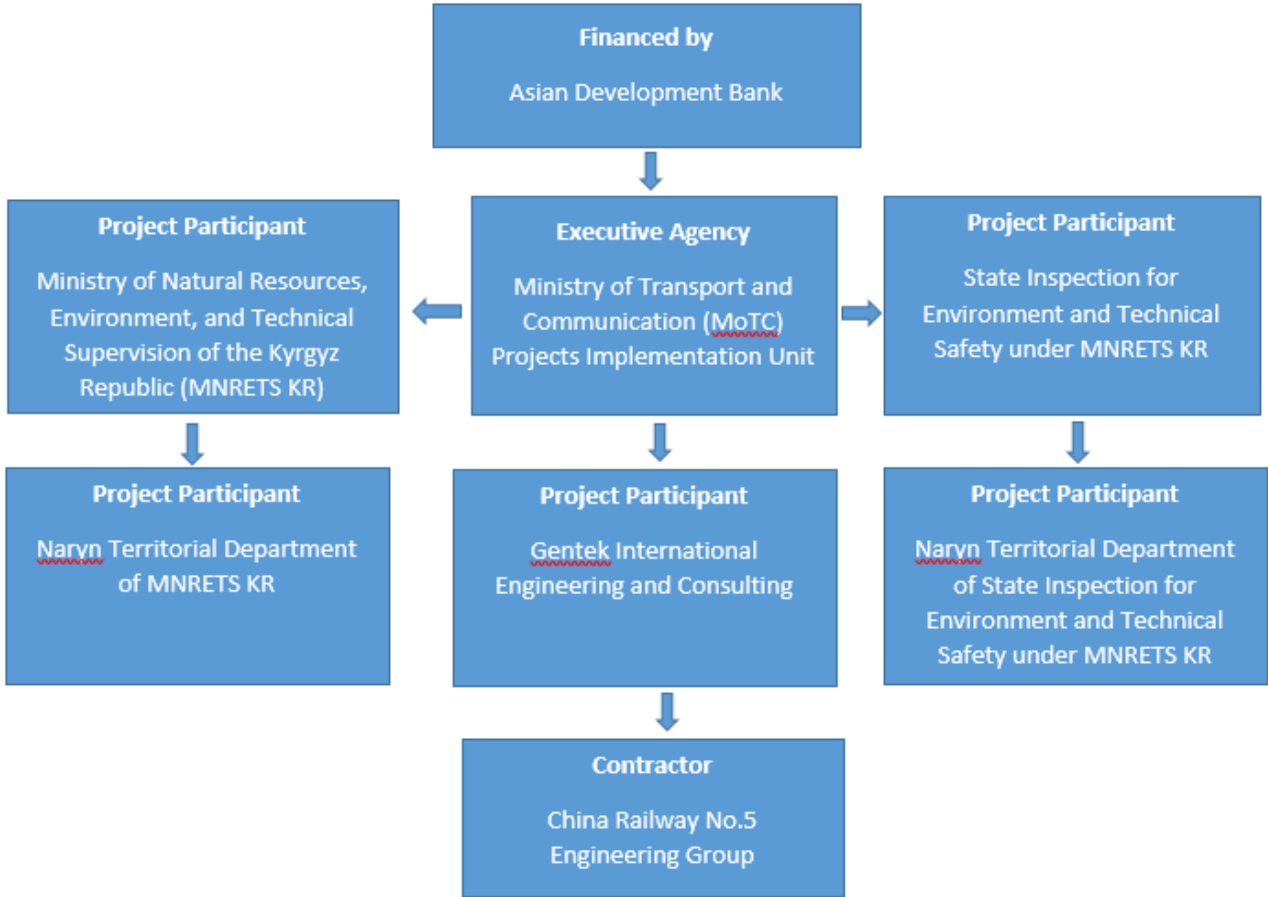 Financed by
Asian Development Bank
Project Participant
Ministry of Natural Resources,
Environment, and Technical
Supervision of the Kyrgyz
Republic (MNRETS KR)
Executive Agency
Ministry of Transport and
Communication (MoTC)
Projects Implementation Unit
Project Participant
State Inspection for
Environment and Technical
Safety under MNRETS KR
Project Participant
Naryn Territorial Department
of MNRETS KR
Project Participant
Gentek International
Engineering and Consulting
Project Participant
Naryn Territorial Department
of State Inspection for
Environment and Technical
Safety under MNRETS KR
Contractor
China Railway No.5
Engineering Group